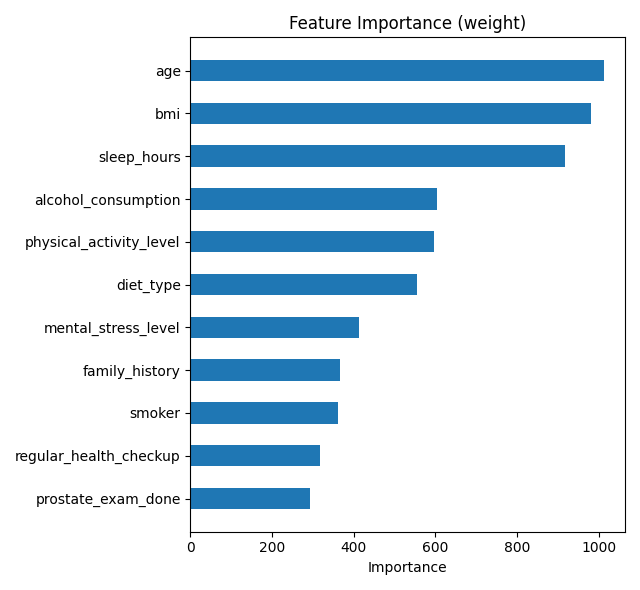 Feature Importance (weight)
age
bmi
sleep_hours
alcohol_consumption
physical_activity_level
diet_type
mental_stress_level
family_history
smoker
regular_health_checkup
prostate_exam_done
0 200 400 600 800 1000
Importance